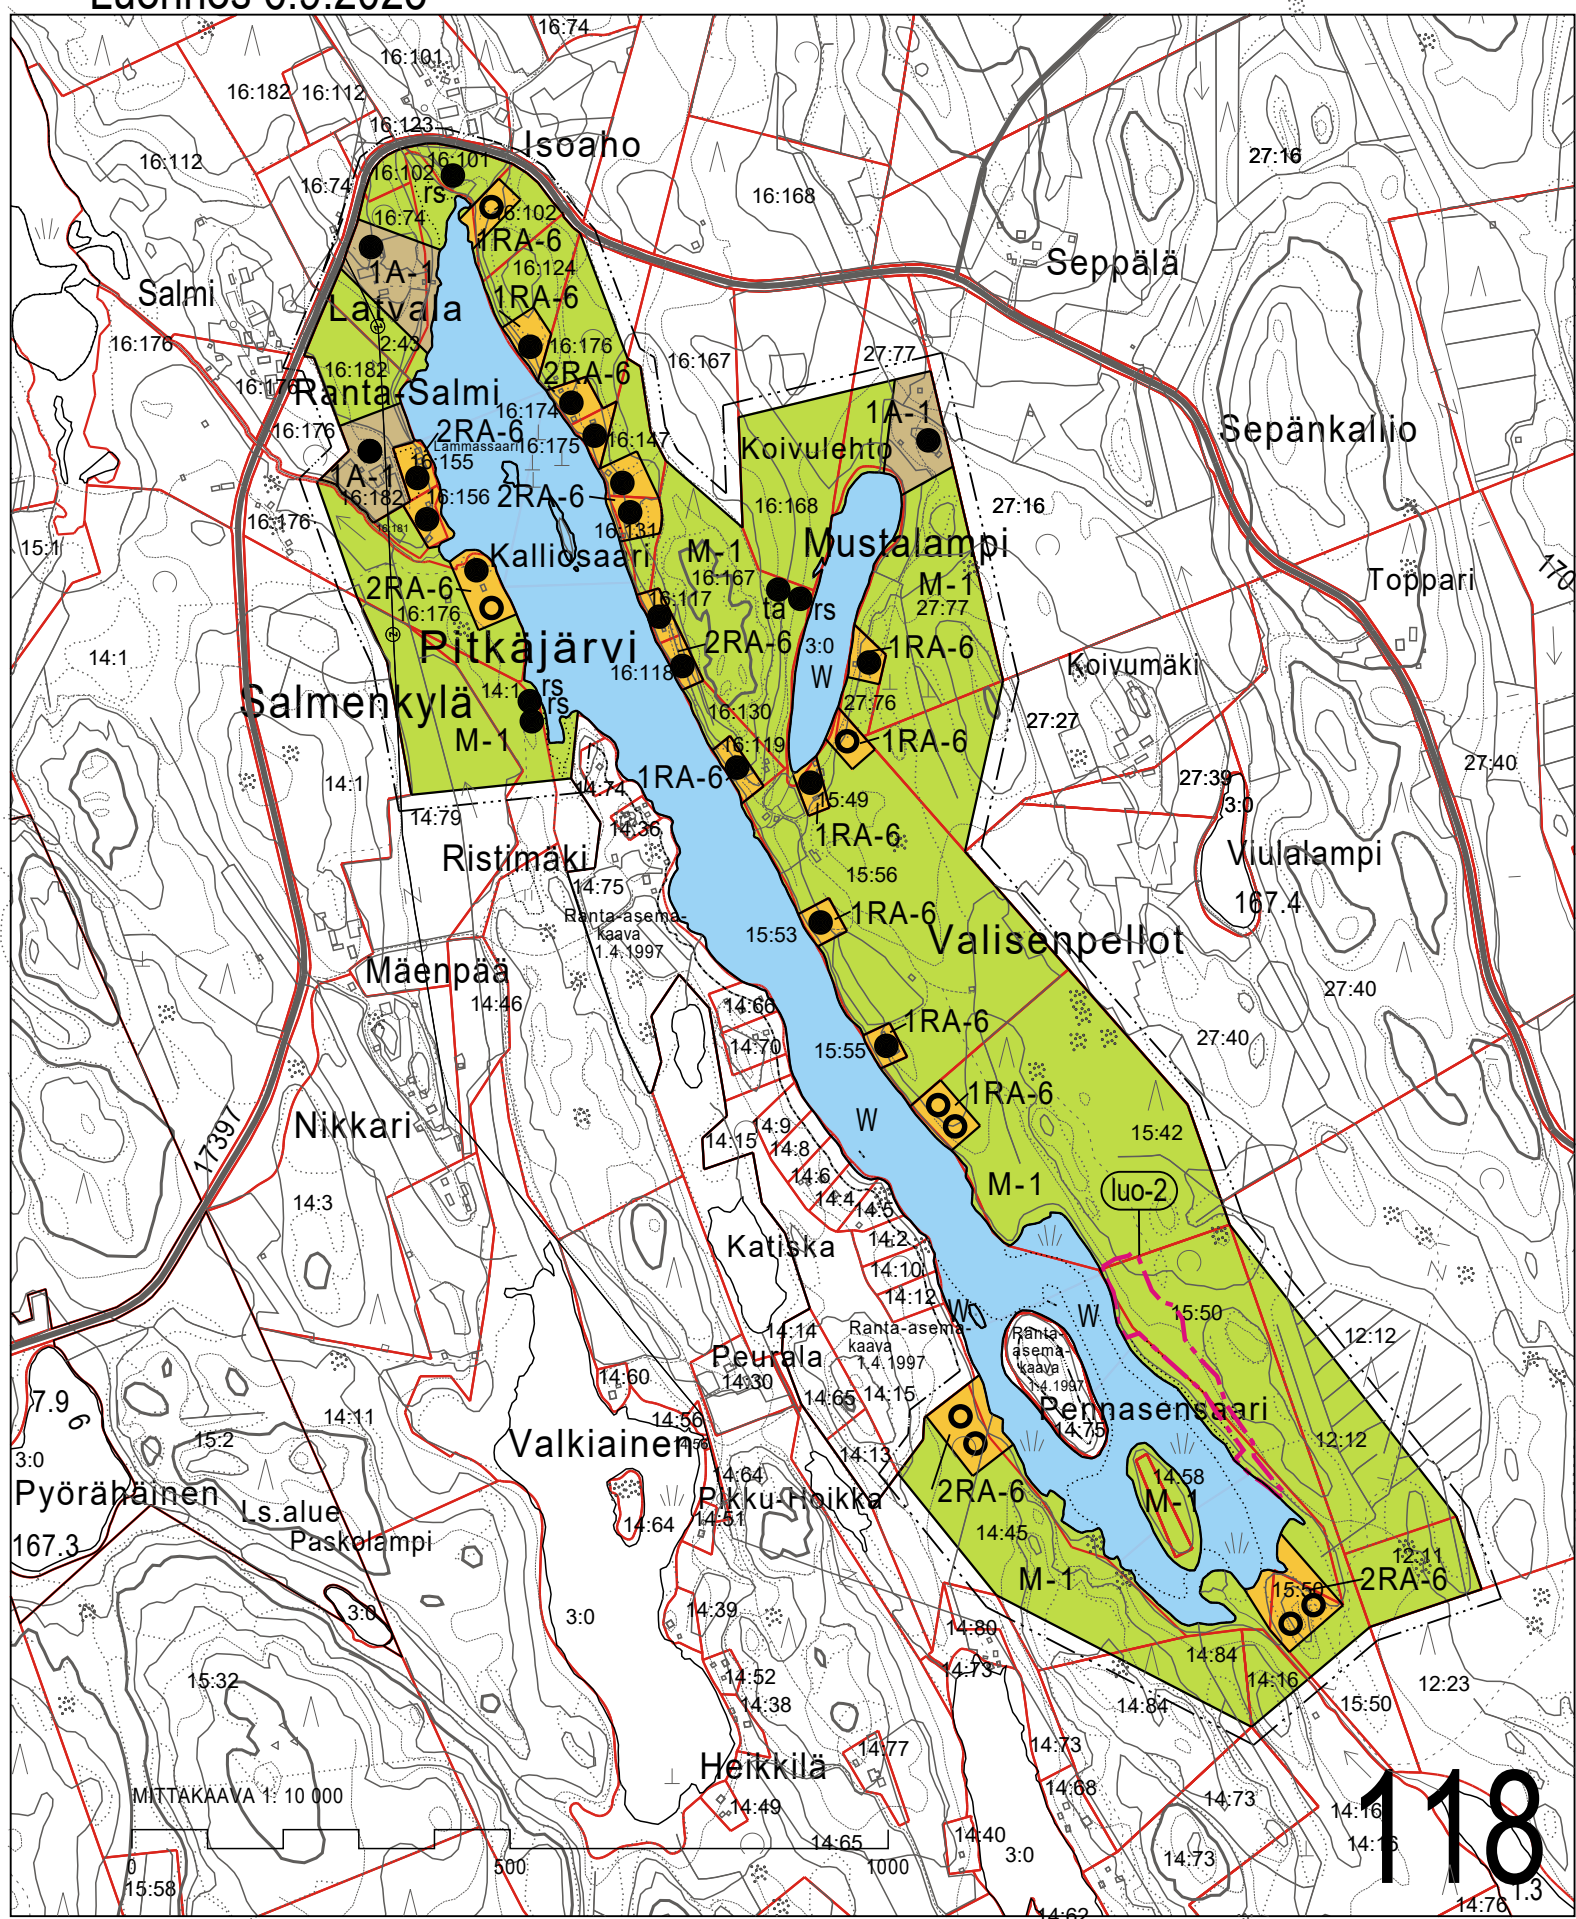 16:74
16:101
16:182
16:112
16:123
Isoaho
16:112
16:101
16:102
27:16
16:74
rs
16:168
16:102
16:74
1RA-6
Seppälä
1A-1
16:124
Salmi
1RA-6
Latvala
16:176
2:43
16:176
27:77
16:167
16:182
2RA-6
16:176
Ranta-Salmi
16:174
1A-1
16:176
2RA-6
16:147
Sepänkallio
Lammassaari
16:175
Koivulehto
16:155
A-1
16:182
16:156
2RA-6
16:168
27:16
16:176
16:181
16:131
15:1
Kalliosaari
M-1
Mustalampi
170
16:167
M-1
Toppari
2RA-6
16:117
27:77
16:176
ta
rs
Pitkäjärvi
2RA-6
3:0
1RA-6
14:1
Koivumäki
16:118
W
14:1
rs
Salmenkylä
rs
27:76
16:130
27:27
M-1
16:119
1RA-6
27:40
14:1
1RA-6
27:39
14:74
15:49
3:0
14:79
14:36
1RA-6
Ristimäki
Viulalampi
14:75
15:56
167.4
Ranta-asema-
kaava
1.4.1997
1RA-6
15:53
Valisenpellot
Mäenpää
27:40
14:46
14:66
1RA-6
27:40
14:70
15:55
1RA-6
W
Nikkari
14:9
15:42
17397
14:15
14:8
14:6
M-1
luo-2
14:3
14:4
14:5
Katiska
14:2
14:10
14:12
W
W
15:50
14:14
Ranta-asema-
kaava
1.4.1997
Ranta-
asema-
kaava
1.4.1997
12:12
Peurala
14:60
14:30
14:65
14:15
7.9
6
14:11
14:56
Pennasensaari
14:75
15:2
Valkiainen
14:13
12:12
3:0
14:64
14:58
Pyörähäinen
Pikku-Hoikka
2RA-6
M-1
Ls.alue
14:64
14:51
14:45
167.3
Paskolampi
12:11
M-1
15:50
2RA-6
3:0
3:0
14:39
14:80
14:84
15:32
14:73
14:52
14:16
12:23
14:38
14:84
15:50
14:77
14:73
Heikkilä
14:68
MITTAKAAVA 1: 10 000
14:49
14:73
14:16
118
14:65
14:40
14:16
0
500
1000
3:0
14:73
15:58
1.3
14:76
14:62